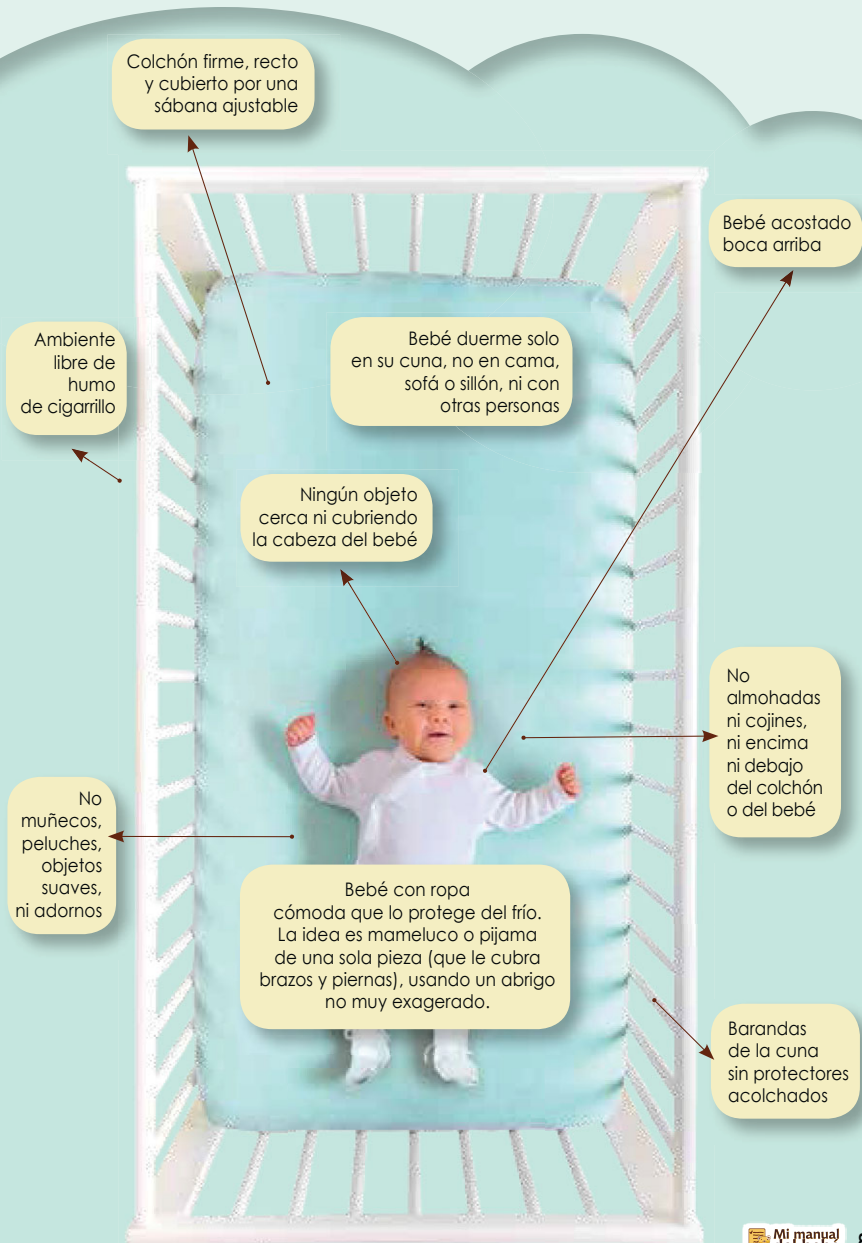 Colchón firme, recto
y cubierto por una
sábana ajustable
Bebé acostado
boca arriba
Ambiente
libre de
humo
de cigarrillo
Bebé duerme solo
en su cuna, no en cama,
sofá o sillón, ni con
otras personas
Ningún objeto
cerca ni cubriendo
la cabeza del bebé
No
almohadas
ni cojines,
ni encima
ni debajo
del colchón
o del bebé
No
muñecos,
peluches,
objetos
suaves,
ni adornos
Bebé con ropa
cómoda que lo protege del frío.
La idea es mameluco o pijama
de una sola pieza (que le cubra
brazos y piernas), usando un abrigo
no muy exagerado.
Barandas
de la cuna
sin protectores
acolchados
Mi manual